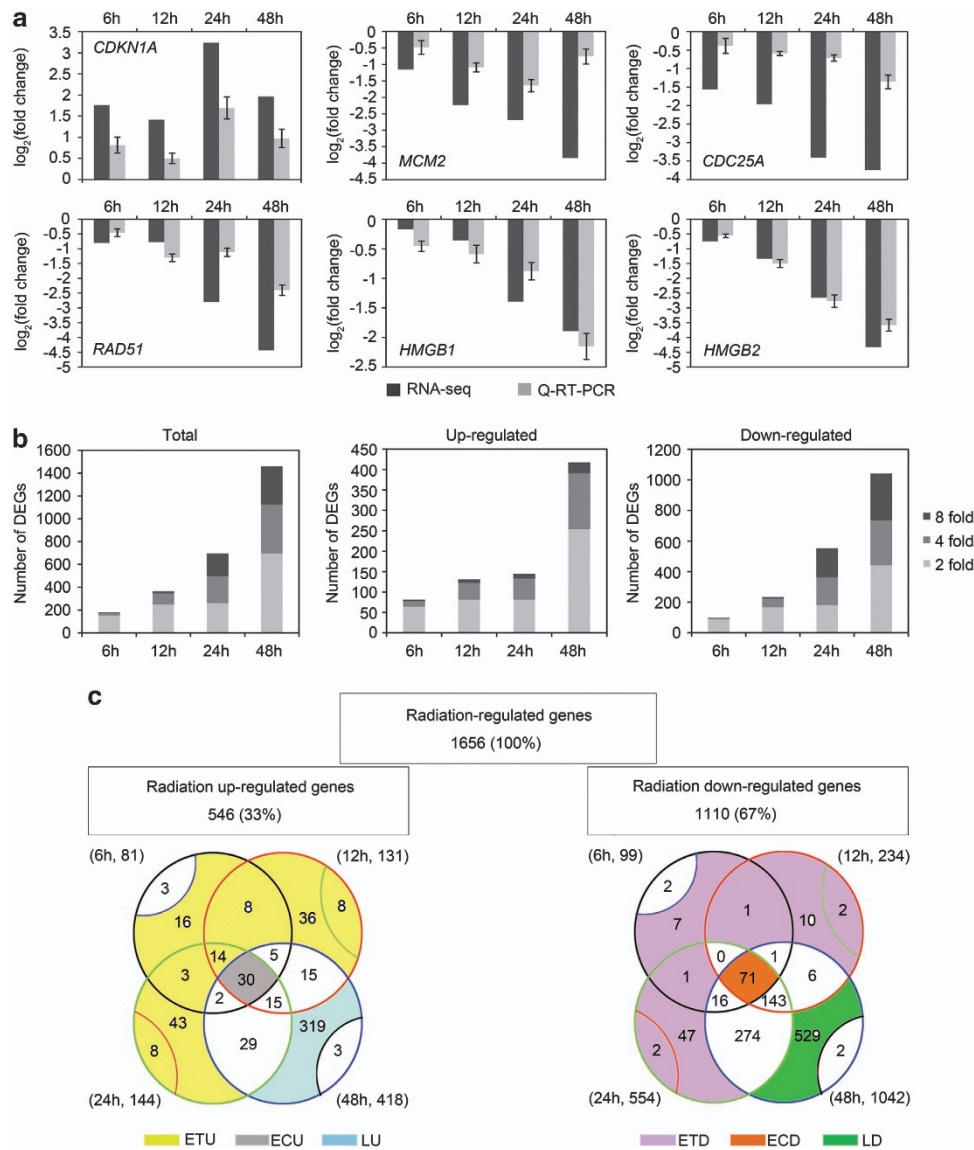 a
6h 12h 24h 48h
3.5
3
2.5
2
1.5
1
0.5
0
log2(fold change)
CDKN1A
6h 12h 24h 48h
0
-0.5
-1
-1.5
-2
-2.5
-3
-3.5
-4
-4.5
log2(fold change)
MCM2
6h 12h 24h 48h
0
-0.5
-1
-1.5
-2
-2.5
-3
-3.5
-4
log2(fold change)
CDC25A
6h 12h 24h 48h
0
-0.5
-1.5
-2.5
-3.5
-4.5
-5
log2(fold change)
RAD51
6h 12h 24h 48h
0
-0.5
-1
-1.5
-2
-2.5
log2(fold change)
HMGB1
6h 12h 24h 48h
0
-0.5
-1.5
-2.5
-3.5
-4.5
-5
log2(fold change)
HMGB2
RNA-seq Q-RT-PCR
b
Total
1600
1400
1200
1000
800
600
400
200
0
Number of DEGs
6h 12h 24h 48h
Up-regulated
450
400
350
300
250
200
150
100
50
0
Number of DEGs
6h 12h 24h 48h
Down-regulated
1200
1000
800
600
400
200
0
Number of DEGs
6h 12h 24h 48h
8 fold
4 fold
2 fold
c
Radiation-regulated genes
1656 (100%)
Radiation up-regulated genes
546 (33%)
Radiation down-regulated genes
1110 (67%)
(6h, 81) (12h, 131)
3
16 8 36 8
14 5
3 30 15
2 15
43 319
8 29 3
(24h, 144) (48h, 418)
ETU ECU LU
(6h, 99) (12h, 234)
2
7 1 10 2
0 1
1 71 6
16 143
47 274 529
2 2
(24h, 554) (48h, 1042)
ETD ECD LD